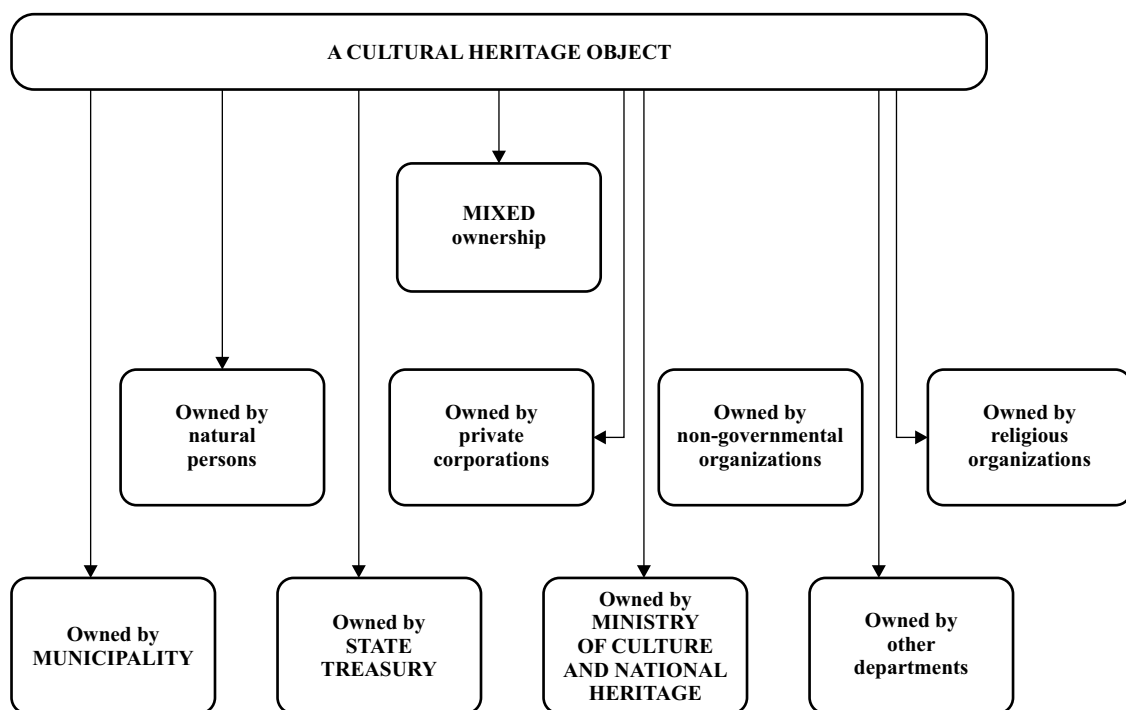 A CULTURAL HERITAGE OBJECT
MIXED
ownership
Owned by
natural
persons
Owned by
private
corporations
Owned by
non-governmental
organizations
Owned by
religious
organizations
Owned by
MUNICIPALITY
Owned by
STATE
TREASURY
Owned by
MINISTRY
OF CULTURE
AND NATIONAL
HERITAGE
Owned by
other
departments